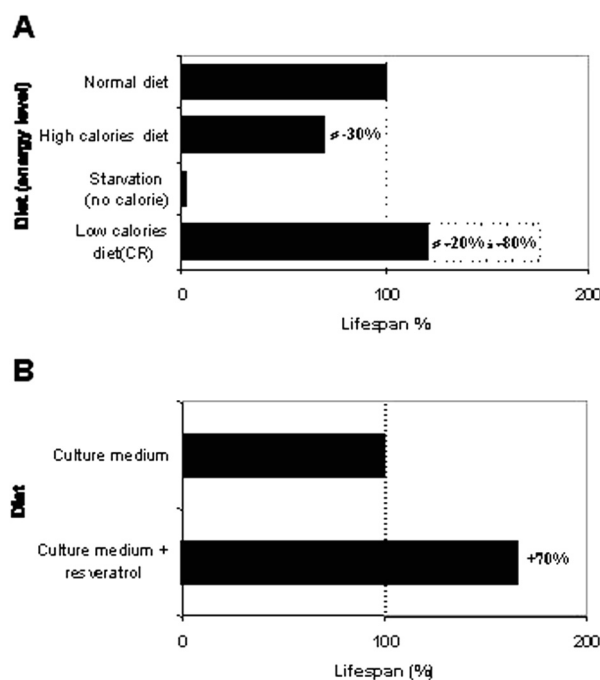 A
Diet (energy level)
Normal diet
High calories diet
≠ -30%
Starvation
(no calorie)
Low calories
diet(CR)
≠ -20% à -80%
0
100
200
Lifespan %
B
Diet
Culture medium
Culture medium +
resveratrol
+70%
0
100
200
Lifespan (%)